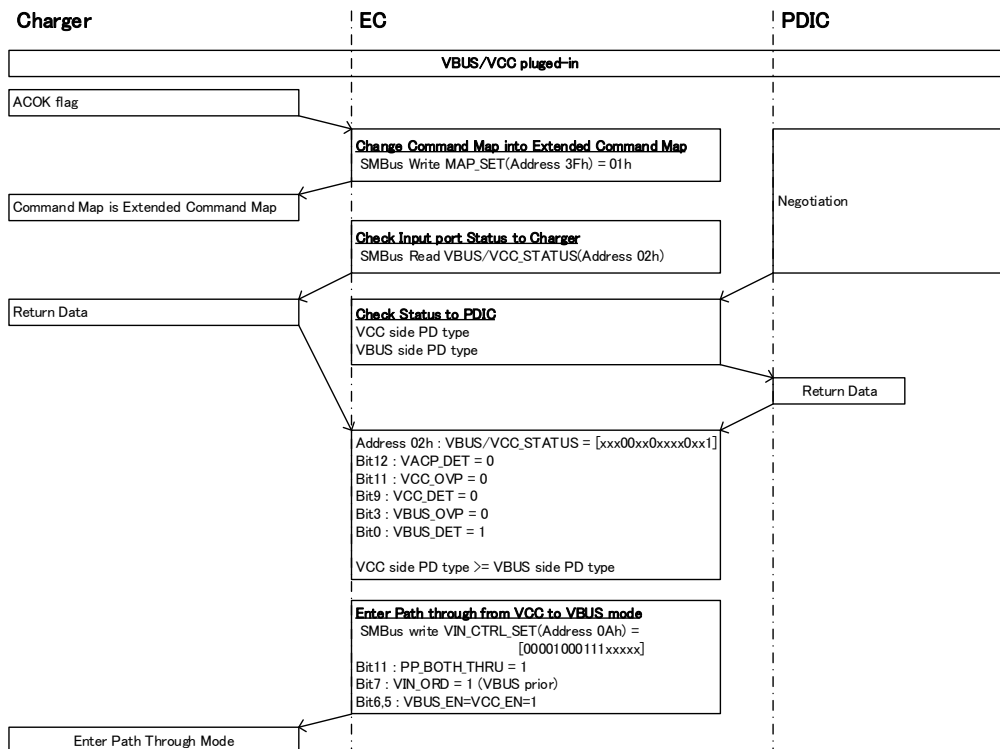 Charger
EC
PDIC
VBUS/VCC pluged-in
ACOK flag
Change Command Map into Extended Command Map
SMBus Write MAP_SET(Address 3Fh) = 01h
Command Map is Extended Command Map
Negotiation
Check Input port Status to Charger
SMBus Read VBUS/VCC_STATUS(Address 02h)
Return Data
Check Status to PDIC
VCC side PD type
VBUS side PD type
Return Data
Address 02h : VBUS/VCC_STATUS = [xxx00xx0xxxx0xx1]
Bit12 : VACP_DET = 0
Bit11 : VCC_OVP = 0
Bit9 : VCC_DET = 0
Bit3 : VBUS_OVP = 0
Bit0 : VBUS_DET = 1
VCC side PD type >= VBUS side PD type
Enter Path through from VCC to VBUS mode
SMBus write VIN_CTRL_SET(Address 0Ah) =
[00001000111xxxxx]
Bit11 : PP_BOTH_THRU = 1
Bit7 : VIN_ORD = 1 (VBUS prior)
Bit6,5 : VBUS_EN=VCC_EN=1
Enter Path Through Mode